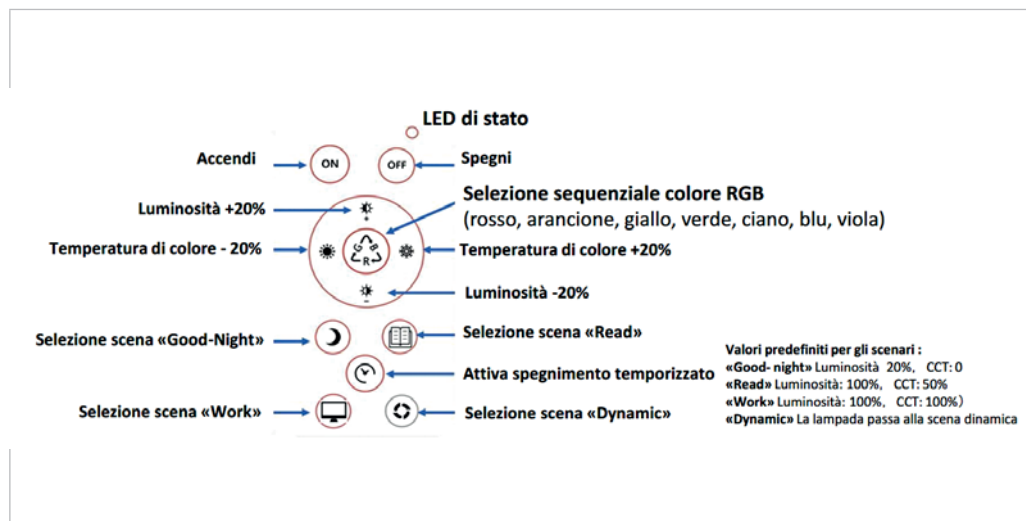 LED di stato
Accendi
ON
OFF
Spegni
Luminosità +20%
Selezione sequenziale colore RGB
(rosso, arancione, giallo, verde, ciano, blu, viola)
Temperatura di colore - 20%
G B
R
Temperatura di colore +20%
Luminosità -20%
Selezione scena «Good-Night»
Selezione scena «Read»
Attiva spegnimento temporizzato
Selezione scena «Work»
Selezione scena «Dynamic»
Valori predefiniti per gli scenari :
«Good- night» Luminosità 20%, CCT: 0
«Read» Luminosità: 100%, CCT: 50%
«Work» Luminosità: 100%, CCT: 100%)
«Dynamic» La lampada passa alla scena dinamica